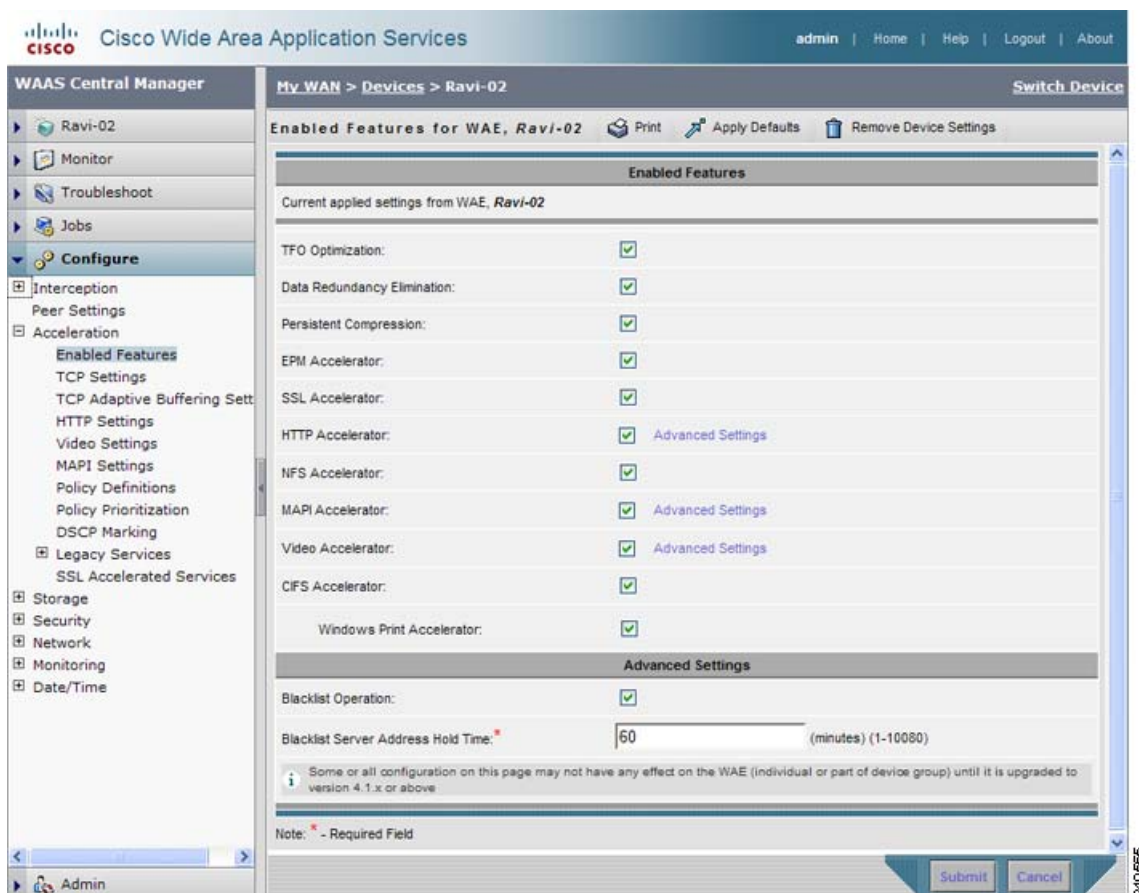 CISCO Cisco Wide Area Application Services
admin | Home | Help | Logout | About
WAAS Central Manager
My WAN > Devices > Ravi-02
Switch Device
Ravi-02
Monitor
Troubleshoot
Jobs
Configure
Interception
Peer Settings
Acceleration
Enabled Features
TCP Settings
TCP Adaptive Buffering Sett
HTTP Settings
Video Settings
MAPI Settings
Policy Definitions
Policy Prioritization
DSCP Marking
Legacy Services
SSL Accelerated Services
Storage
Security
Network
Monitoring
Date/Time
Admin
Enabled Features for WAE, Ravi-02 Print Apply Defaults Remove Device Settings
Enabled Features
Current applied settings from WAE, Ravi-02
TFO Optimization:
Data Redundancy Elimination:
Persistent Compression:
EPM Accelerator:
SSL Accelerator:
HTTP Accelerator: Advanced Settings
NFS Accelerator:
MAPI Accelerator: Advanced Settings
Video Accelerator: Advanced Settings
CIFS Accelerator:
Windows Print Accelerator:
Advanced Settings
Blacklist Operation:
Blacklist Server Address Hold Time:* 60 (minutes) (1-10080)
Some or all configuration on this page may not have any effect on the WAE (individual or part of device group) until it is upgraded to
version 4.1.x or above
Note: * - Required Field
Submit Cancel